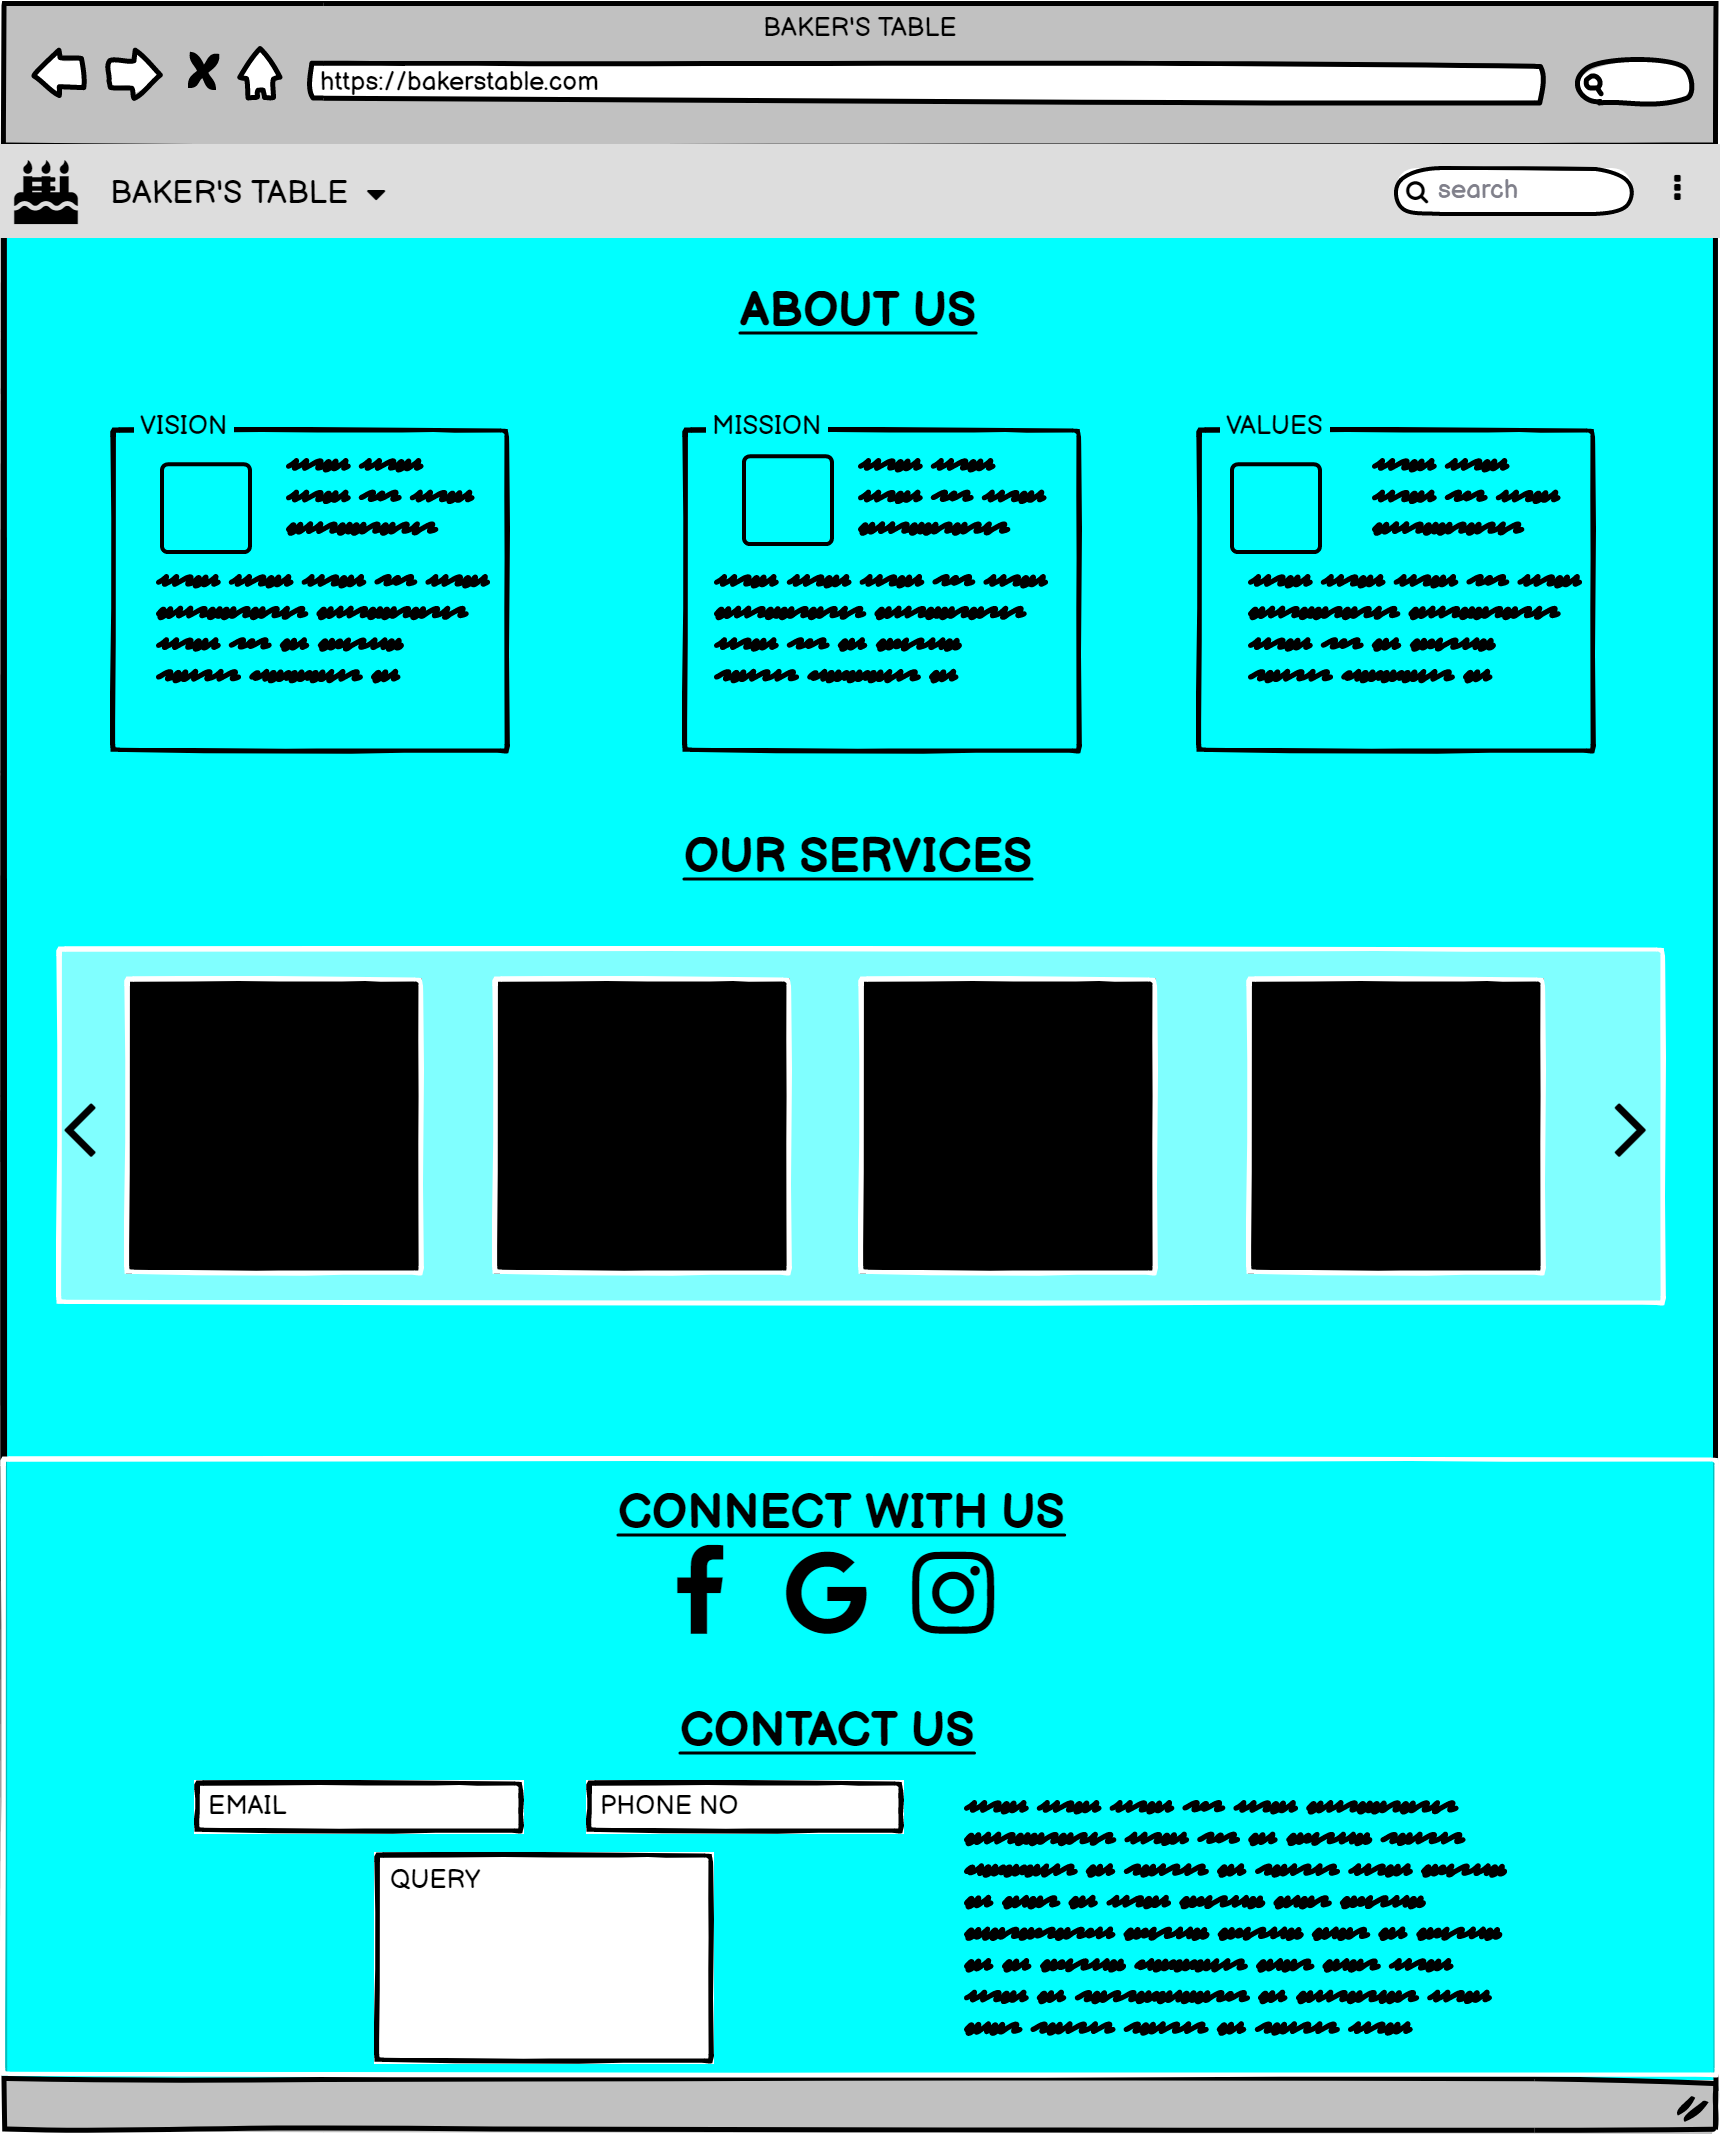 BAKER'S TABLE
https://bakerstable.com
BAKER'S TABLE
search
ABOUT US
VISION
MISSION
VALUES
OUR SERVICES
CONNECT WITH US
CONTACT US
EMAIL
PHONE NO
QUERY